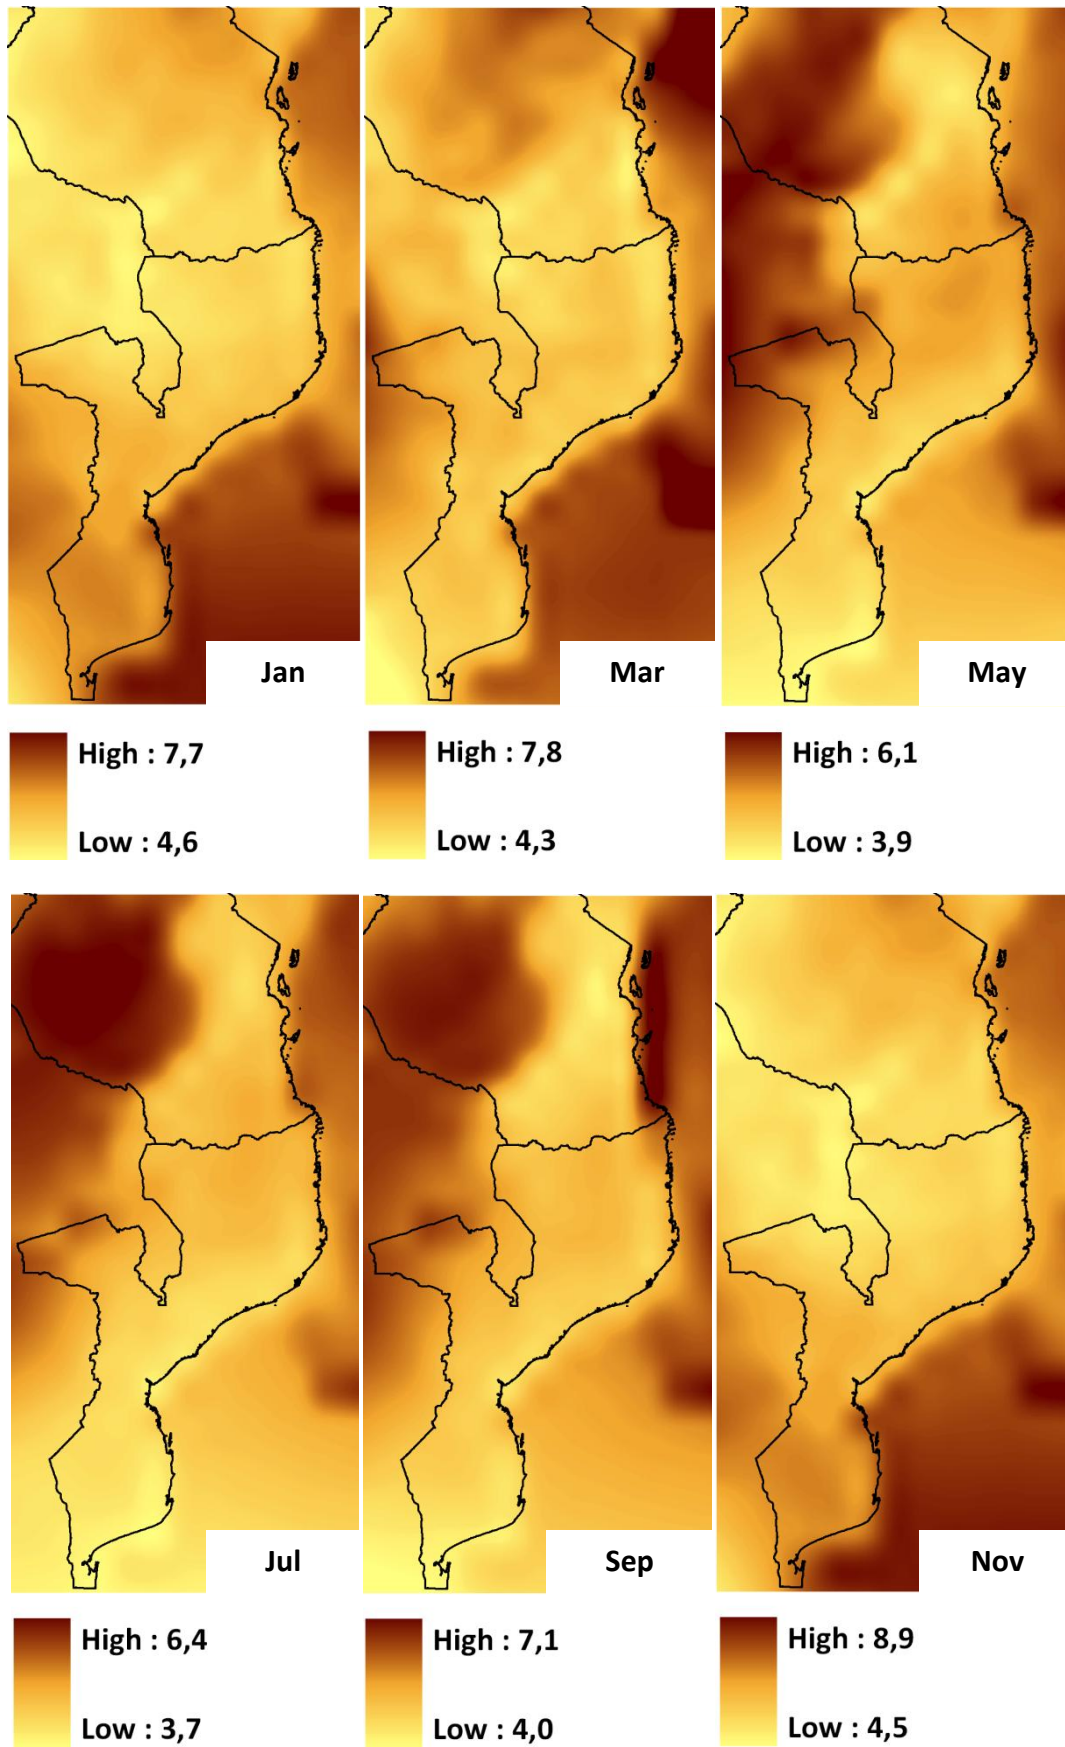 Jan
Mar
May
High : 7,7
Low : 4,6
High : 7,8
Low : 4,3
High : 6,1
Low : 3,9
Jul
Sep
Nov
High : 6,4
Low : 3,7
High : 7,1
Low : 4,0
High : 8,9
Low : 4,5